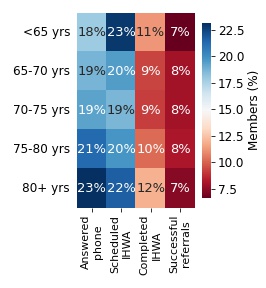 <65 yrs 18% 23% 11% 7%
65-70 yrs 19% 20% 9% 8%
70-75 yrs 19% 19% 9% 8%
75-80 yrs 21% 20% 10% 8%
80+ yrs 23% 22% 12% 7%
Answered
phone
Scheduled
IHWA
Completed
IHWA
Successful
referrals
22.5
20.0
17.5
15.0
12.5
10.0
7.5
Members (%)